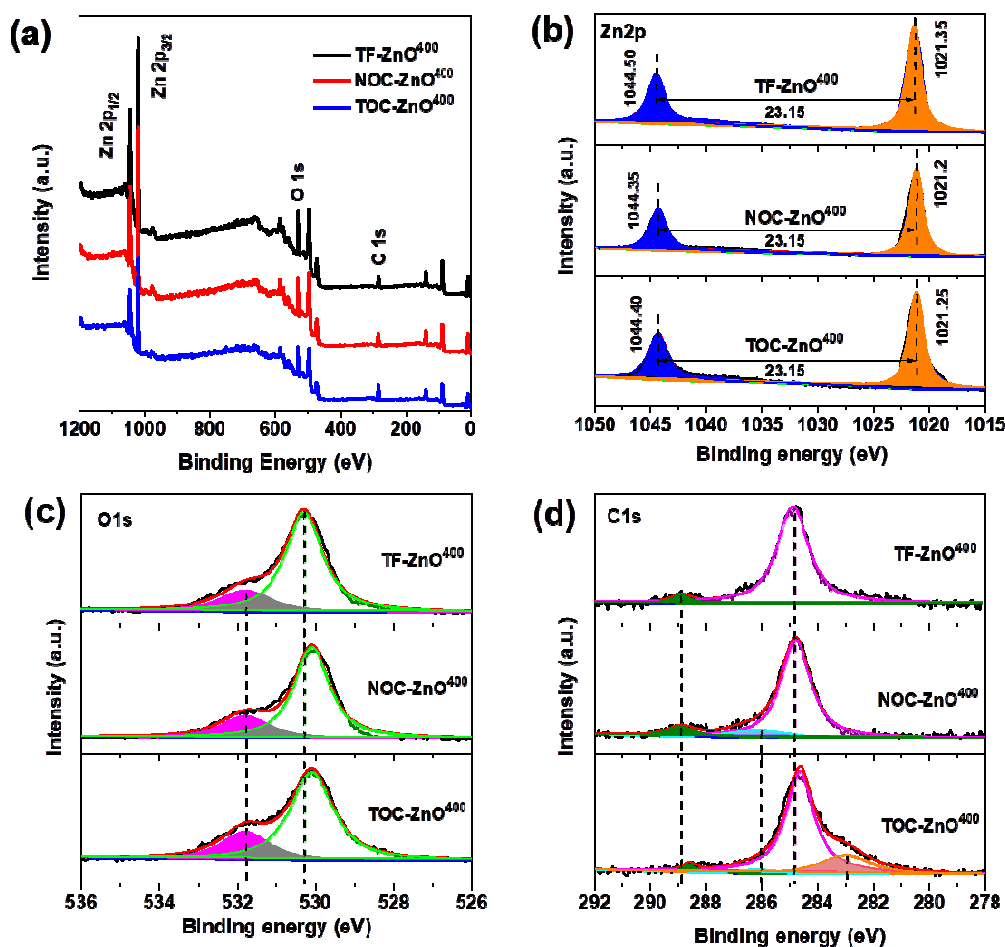 (a)
Zn 2p1/2
Zn 2p3/2
TF-ZnO400
NOC-ZnO400
TOC-ZnO400
O 1s
C 1s
Intensity (a.u.)
1200 1000 800 600 400 200 0
Binding Energy (eV)
(b)
Zn2p
1044.50
TF-ZnO400
23.15
1021.35
1044.35
NOC-ZnO400
23.15
1021.2
1044.40
TOC-ZnO400
23.15
1021.25
Intensity (a.u.)
1050 1045 1040 1035 1030 1025 1020 1015
Binding energy (eV)
(c)
O1s
TF-ZnO400
NOC-ZnO400
TOC-ZnO400
Intensity (a.u.)
536 534 532 530 528 526
Binding energy (eV)
(d)
C1s
TF-ZnO400
NOC-ZnO400
TOC-ZnO400
Intensity (a.u.)
292 290 288 286 284 282 280 278
Binding energy (eV)